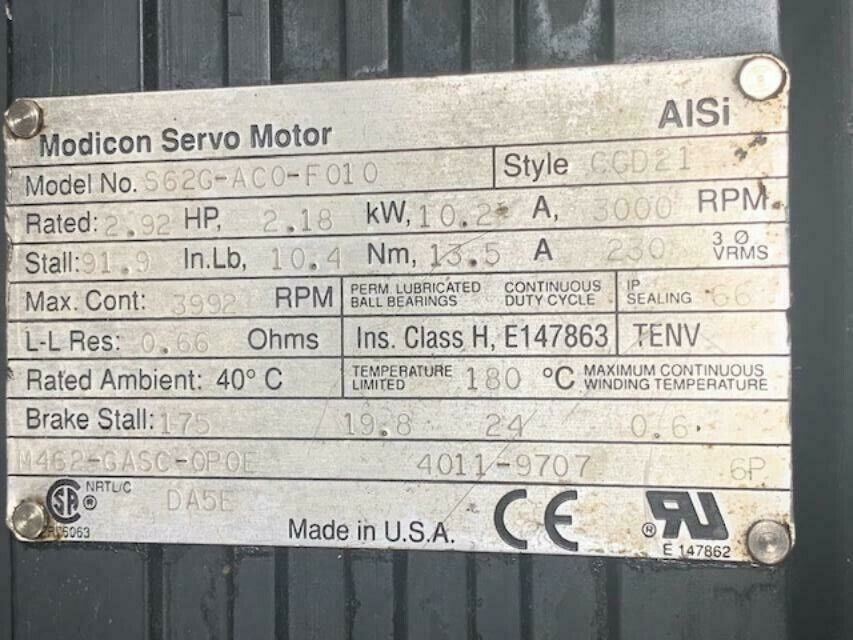 Modicon Servo Motor AISi
Model No. S62G-AC0-F010 Style CGD21
Rated: 2.92 HP, 2.18 kW, 10.2 A, 3000 RPM
Stall: 91.9 In.Lb, 10.4 Nm, 13.5 A 230 3 Ø VRMS
Max. Cont: 3992 RPM PERM. LUBRICATED BALL BEARINGS CONTINUOUS DUTY CYCLE IP SEALING 66
L-L Res: 0.66 Ohms Ins. Class H, E147863 TENV
Rated Ambient: 40° C TEMPERATURE LIMITED 180 °C MAXIMUM CONTINUOUS WINDING TEMPERATURE
Brake Stall: 175 19.8 24 0.6
M462-GASC-0P0E 4011-9707 6P
SA NRTL/C ® DA5E
Made in U.S.A. CE ® RU
E 147862